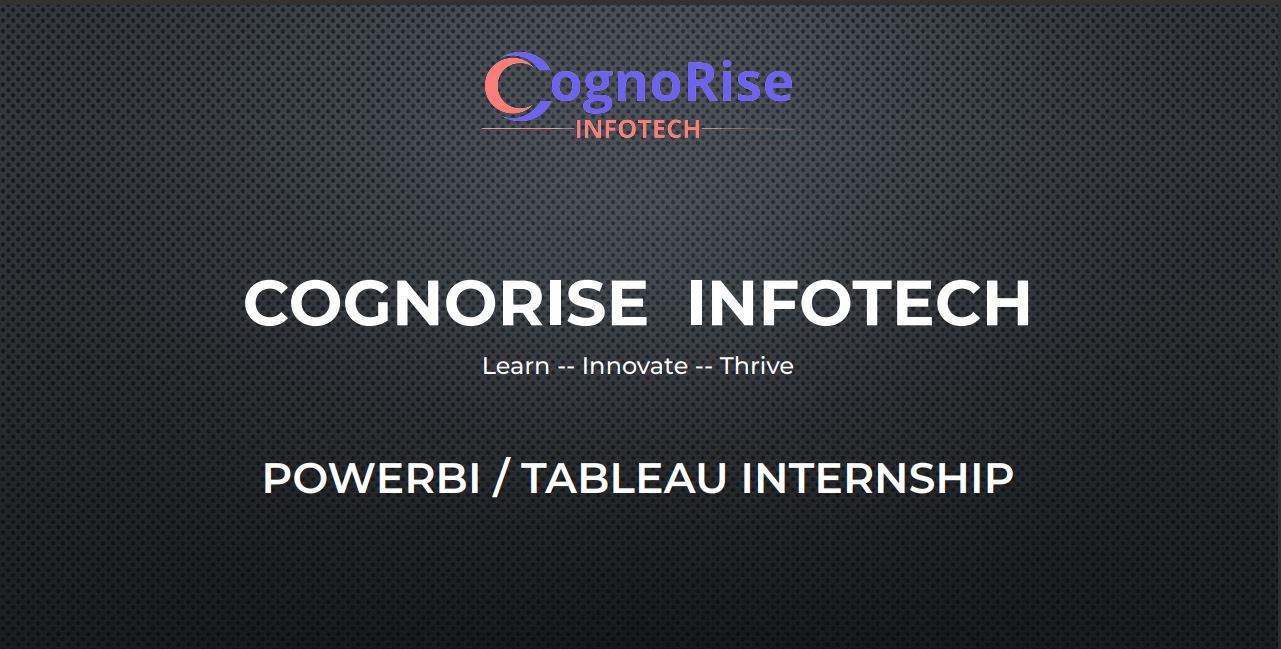 CognoRise
INFOTECH
COGNORISE INFOTECH
Learn -- Innovate -- Thrive
POWERBI / TABLEAU INTERNSHIP